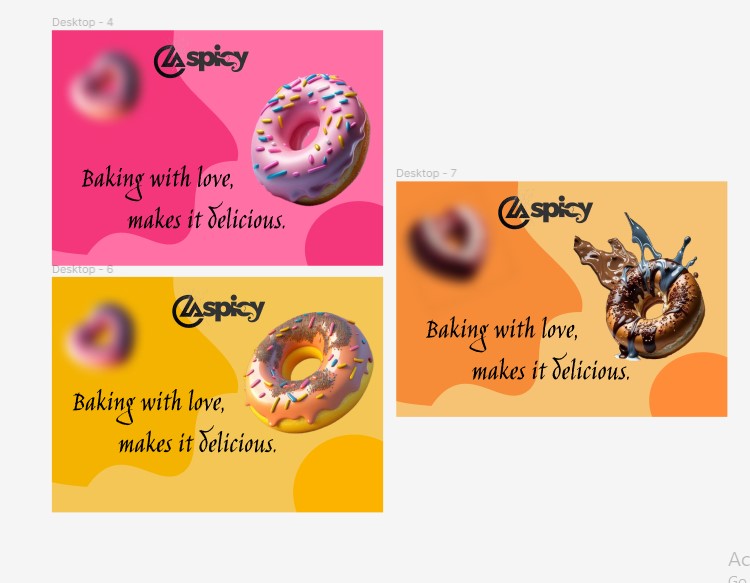 Desktop - 4
spicy
Baking with love,
makes it delicious.
Desktop - 6
spicy
Baking with love,
makes it delicious.
Desktop - 7
spicy
Baking with love,
makes it delicious.
Ac